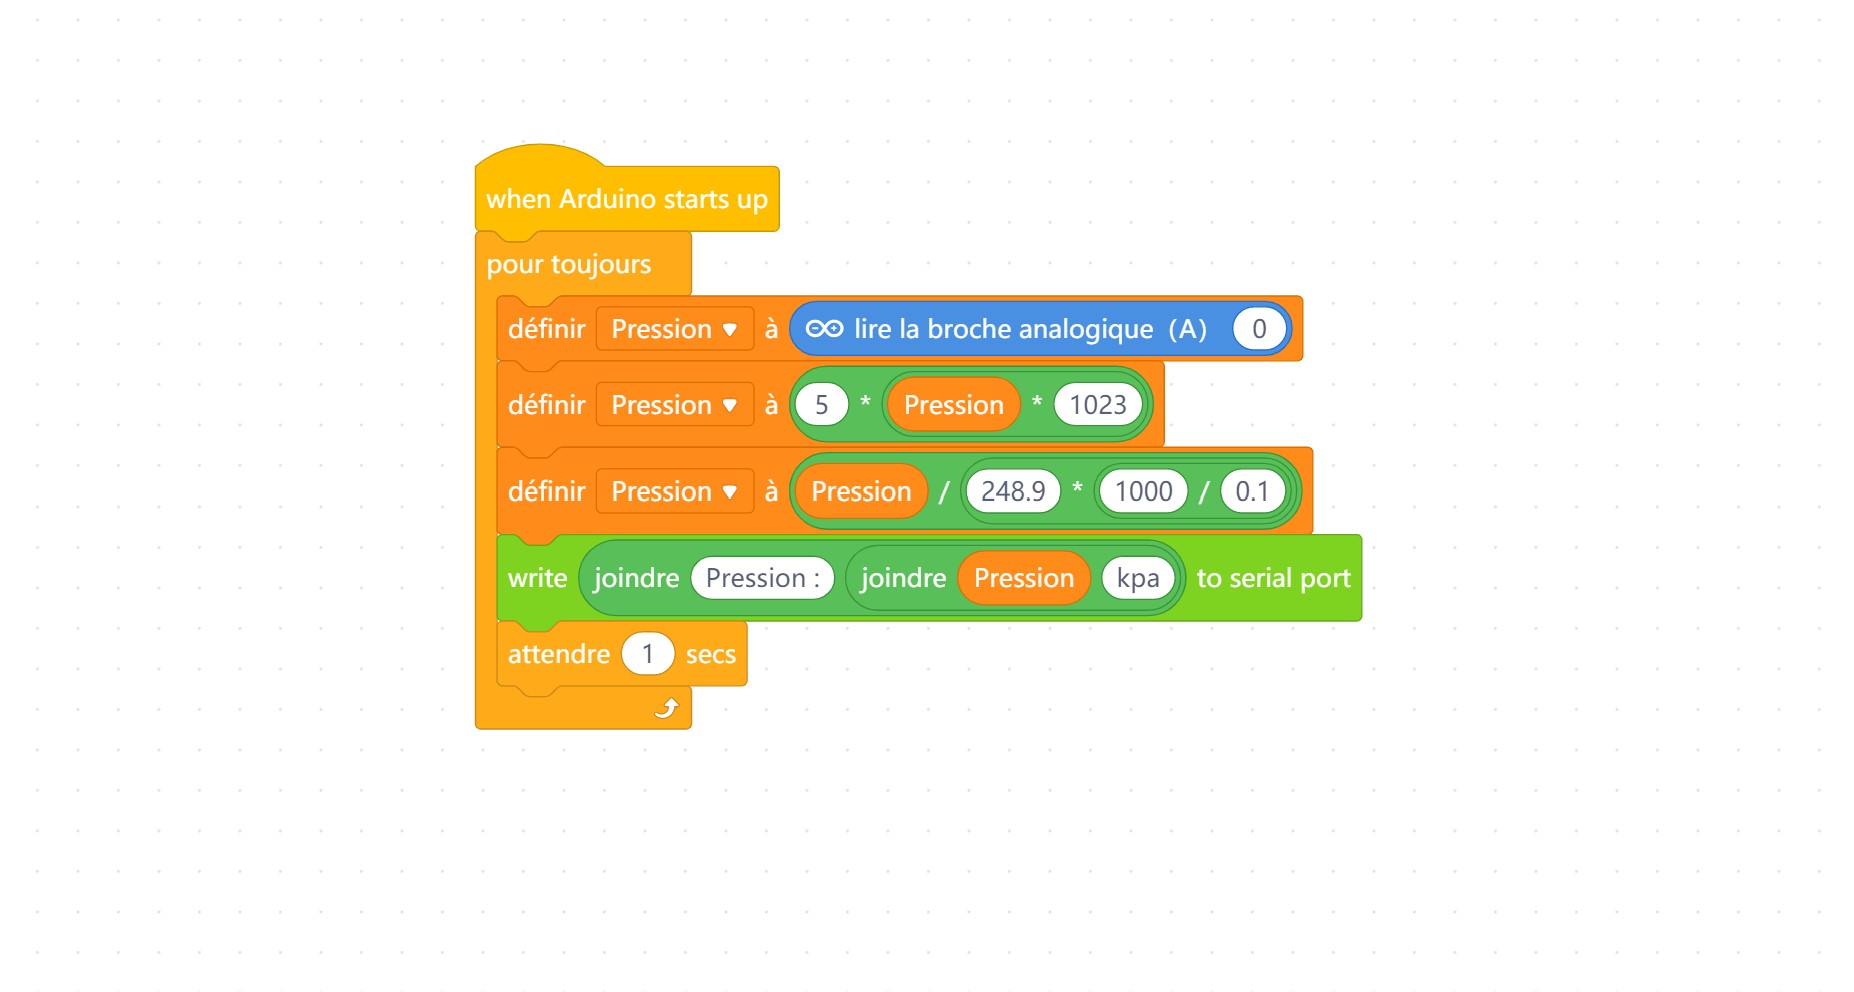 when Arduino starts up
pour toujours
définir Pression à lire la broche analogique (A) 0
définir Pression à 5 * Pression * 1023
définir Pression à Pression / 248.9 * 1000 / 0.1
write joindre Pression : joindre Pression kpa to serial port
attendre 1 secs